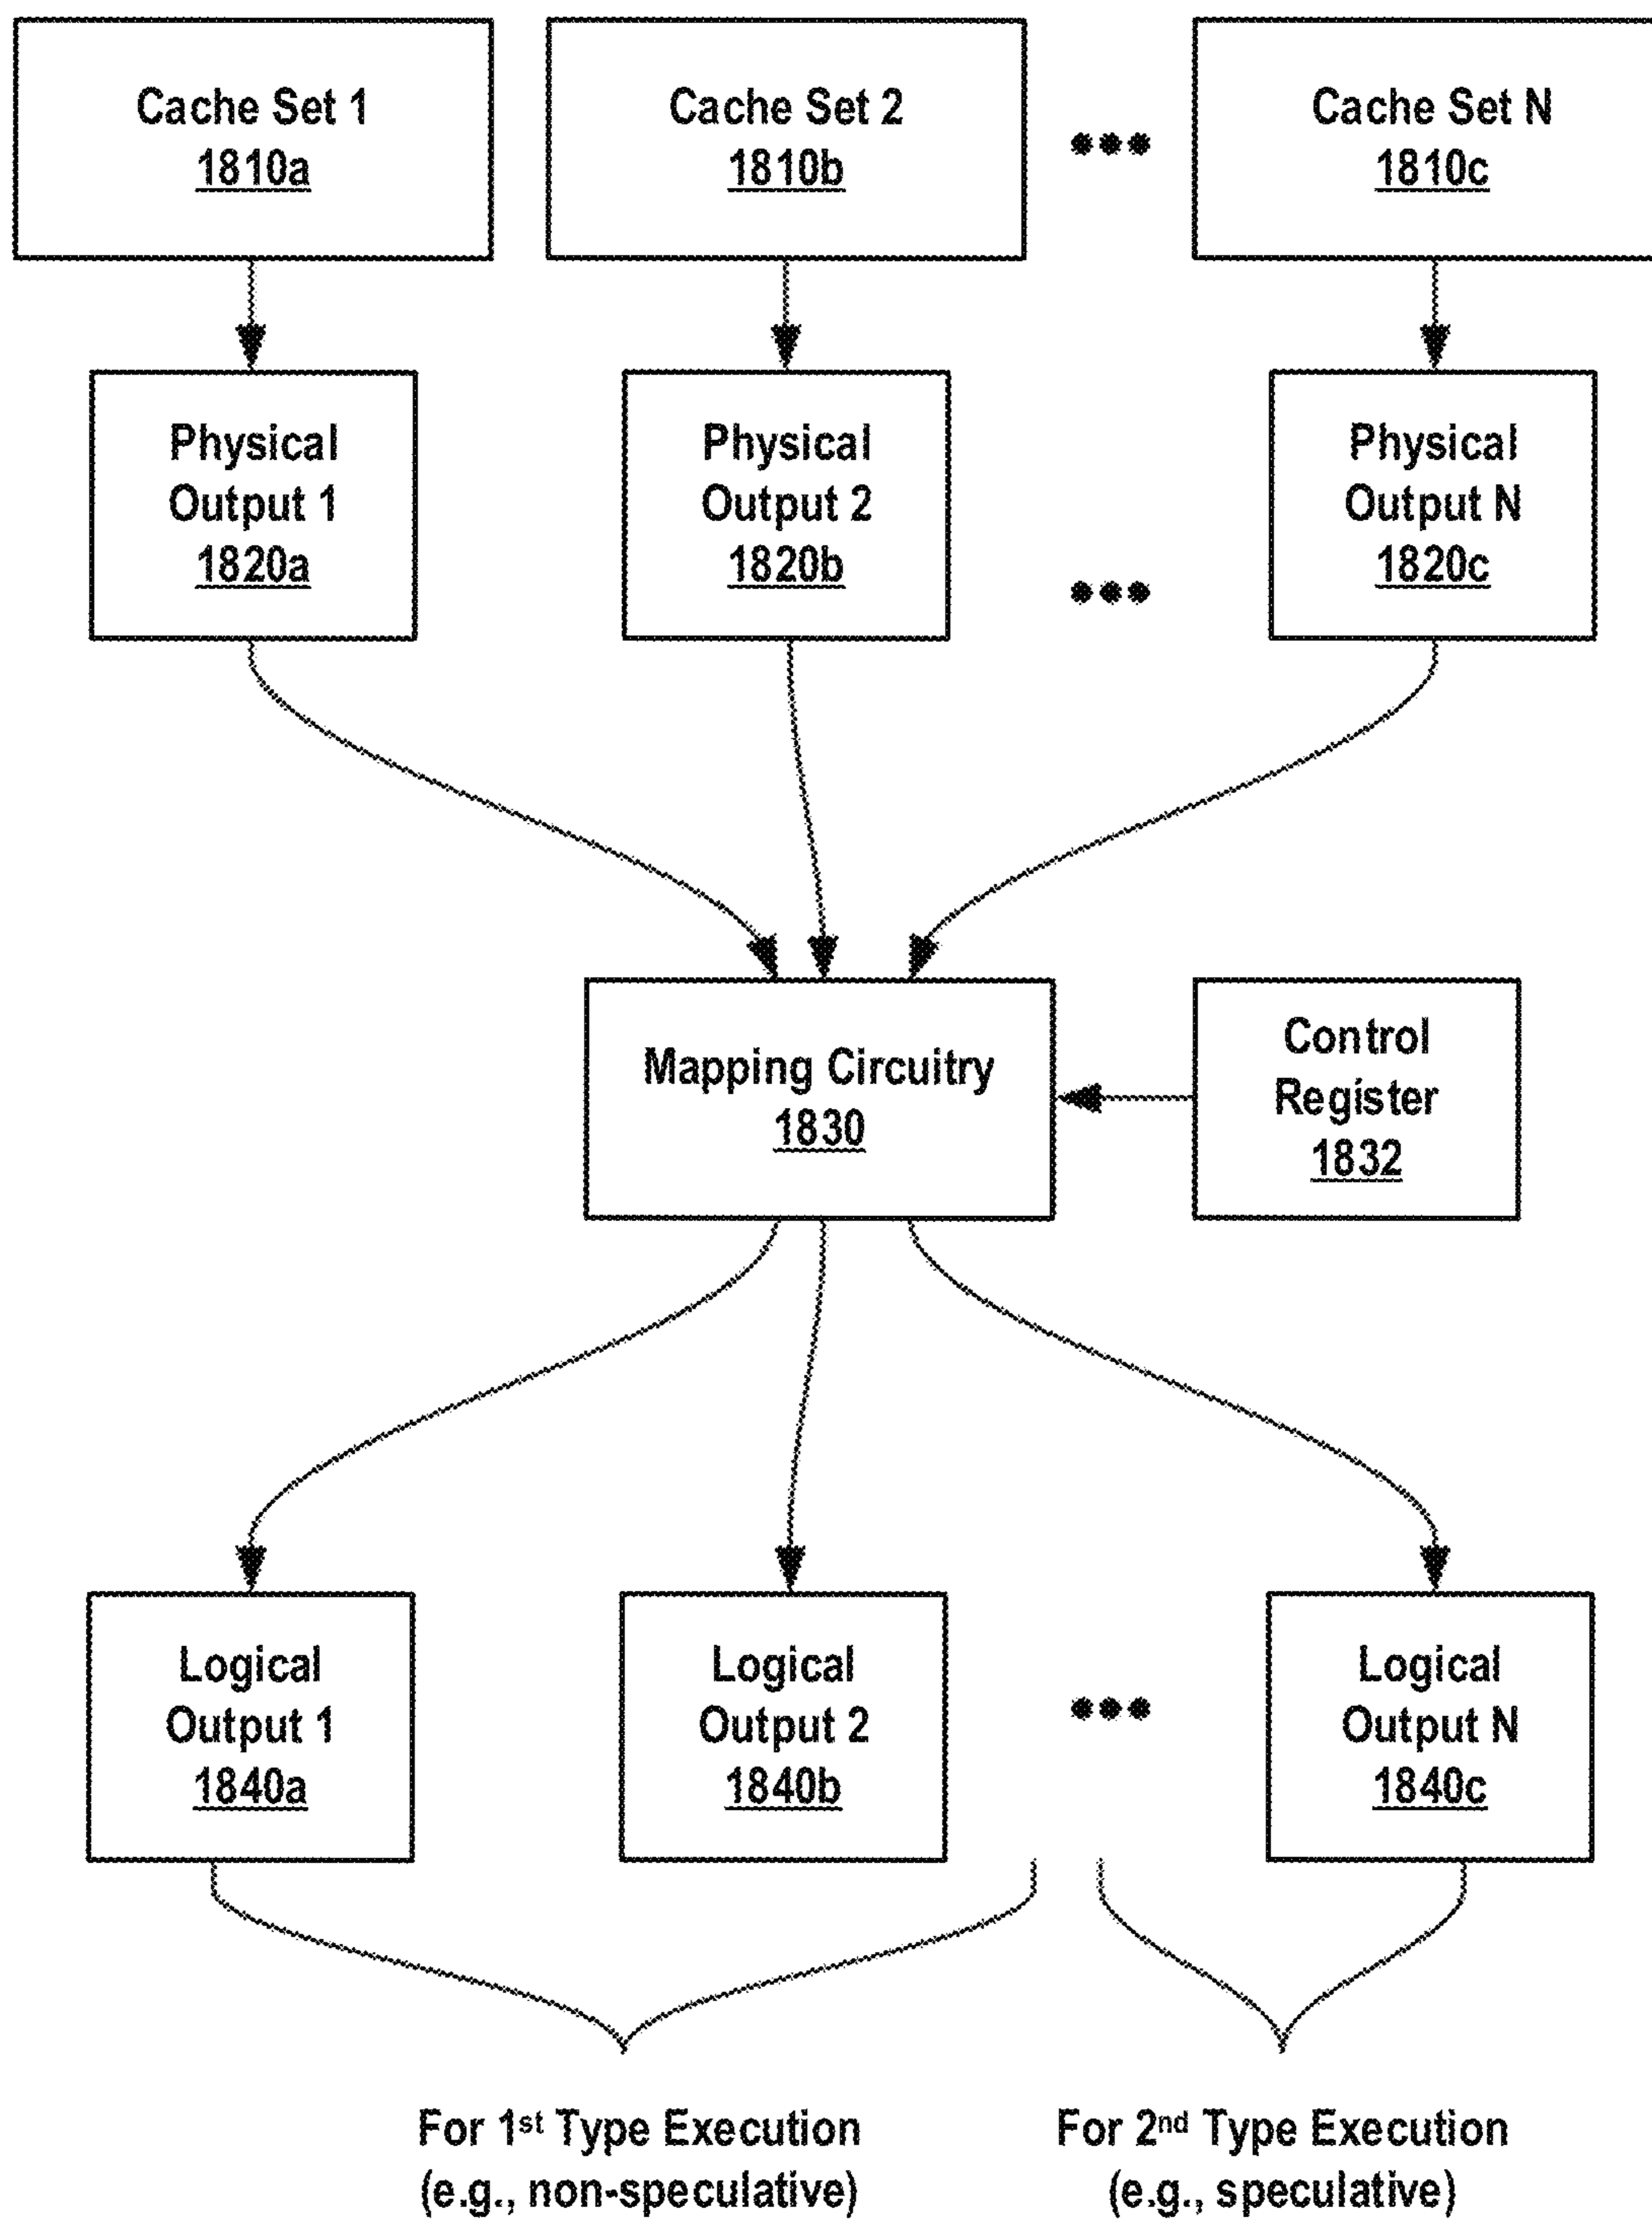 Cache Set 1
1810a
Cache Set 2
1810b
Cache Set N
1810c
Physical
Output 1
1820a
Physical
Output 2
1820b
Physical
Output N
1820c
Mapping Circuitry
1830
Control
Register
1832
Logical
Output 1
1840a
Logical
Output 2
1840b
Logical
Output N
1840c
For 1st Type Execution
(e.g., non-speculative)
For 2nd Type Execution
(e.g., speculative)